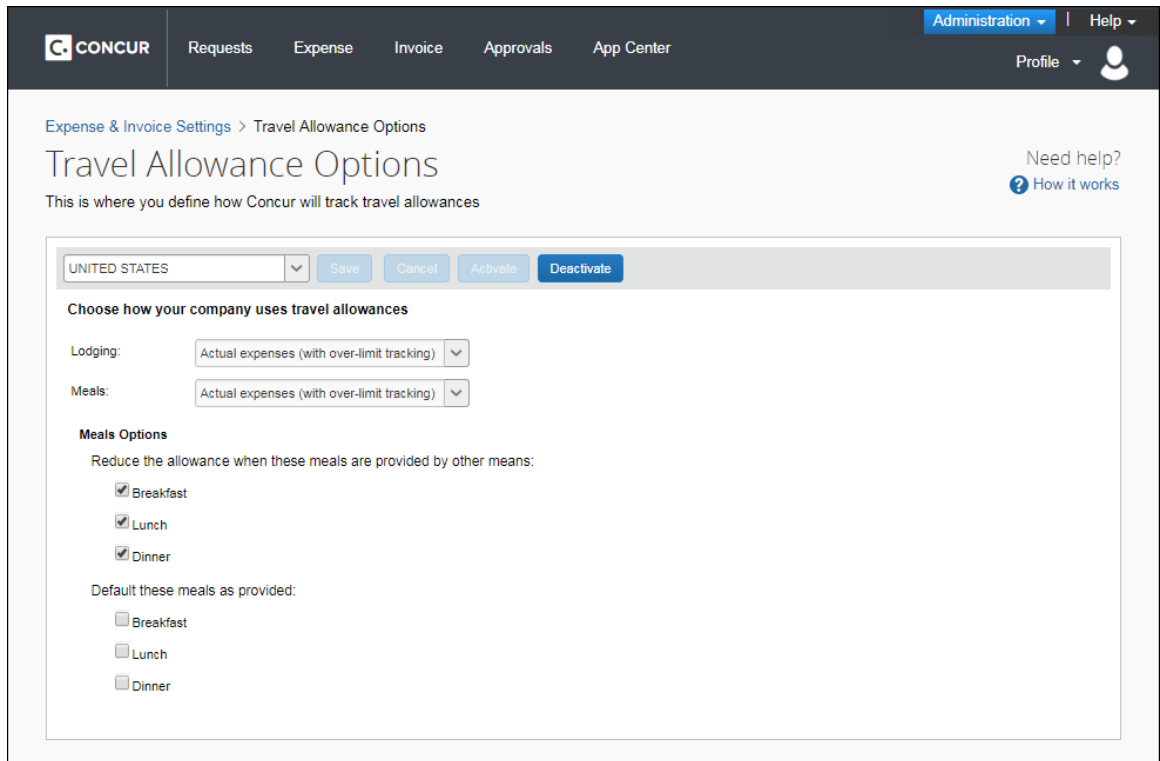 Administration | Help
C. CONCUR Requests Expense Invoice Approvals App Center
Profile
Expense & Invoice Settings > Travel Allowance Options
Travel Allowance Options
Need help?
? How it works
This is where you define how Concur will track travel allowances
UNITED STATES Save Cancel Activate Deactivate
Choose how your company uses travel allowances
Lodging: Actual expenses (with over-limit tracking)
Meals: Actual expenses (with over-limit tracking)
Meals Options
Reduce the allowance when these meals are provided by other means:
Breakfast
Lunch
Dinner
Default these meals as provided:
Breakfast
Lunch
Dinner